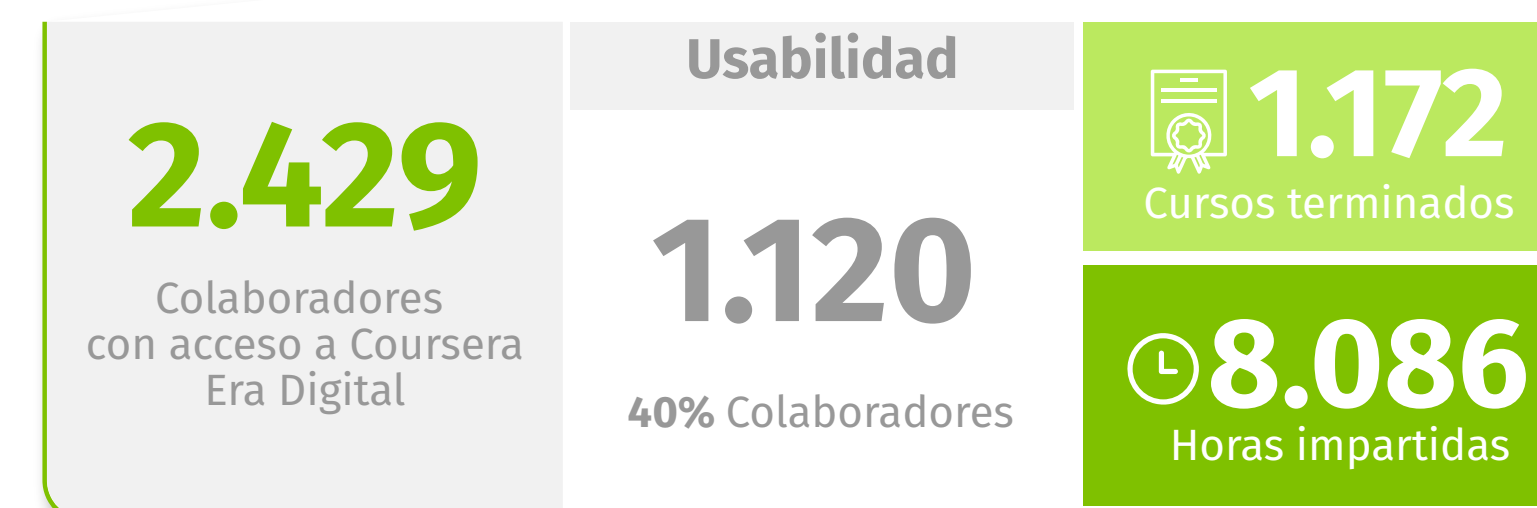 2.429
Colaboradores
con acceso a Coursera
Era Digital
Usabilidad
1.120
40% Colaboradores
1.172
Cursos terminados
8.086
Horas impartidas